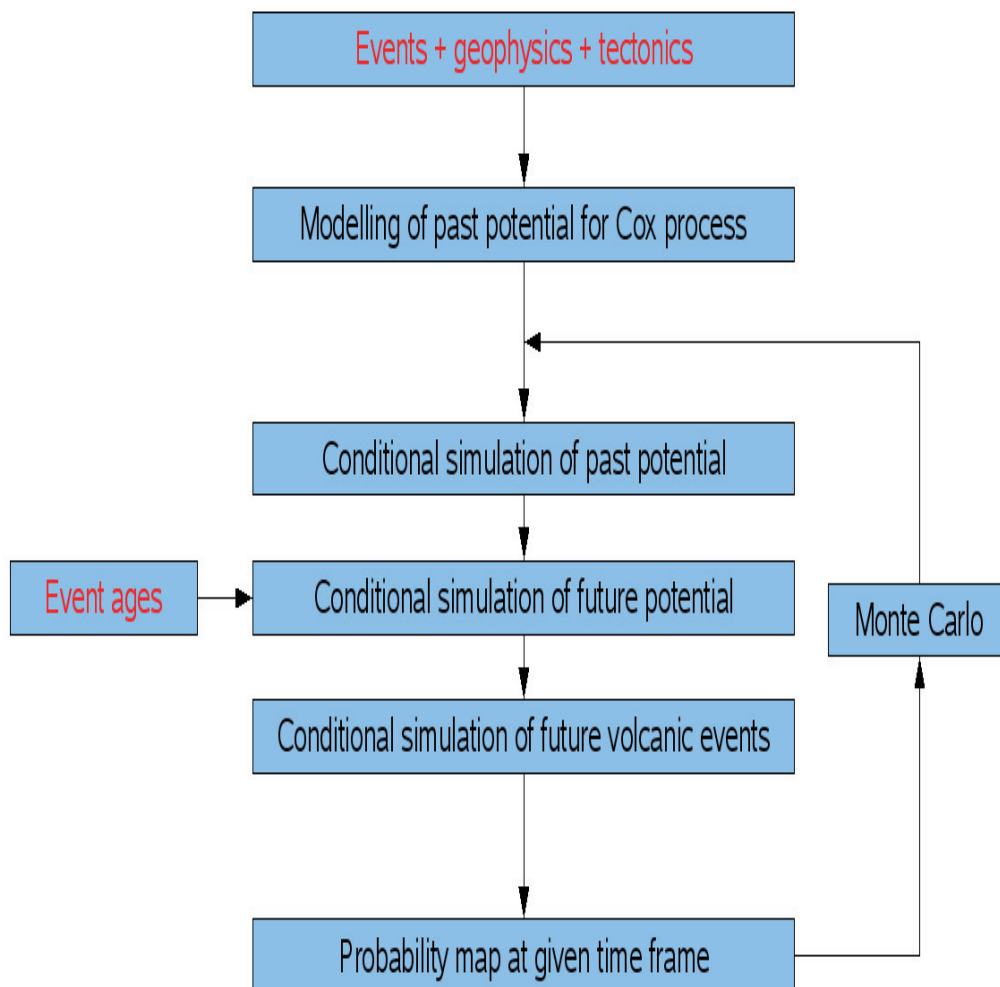 Events + geophysics + tectonics
Modelling of past potential for Cox process
Conditional simulation of past potential
Event ages
Conditional simulation of future potential
Monte Carlo
Conditional simulation of future volcanic events
Probability map at given time frame